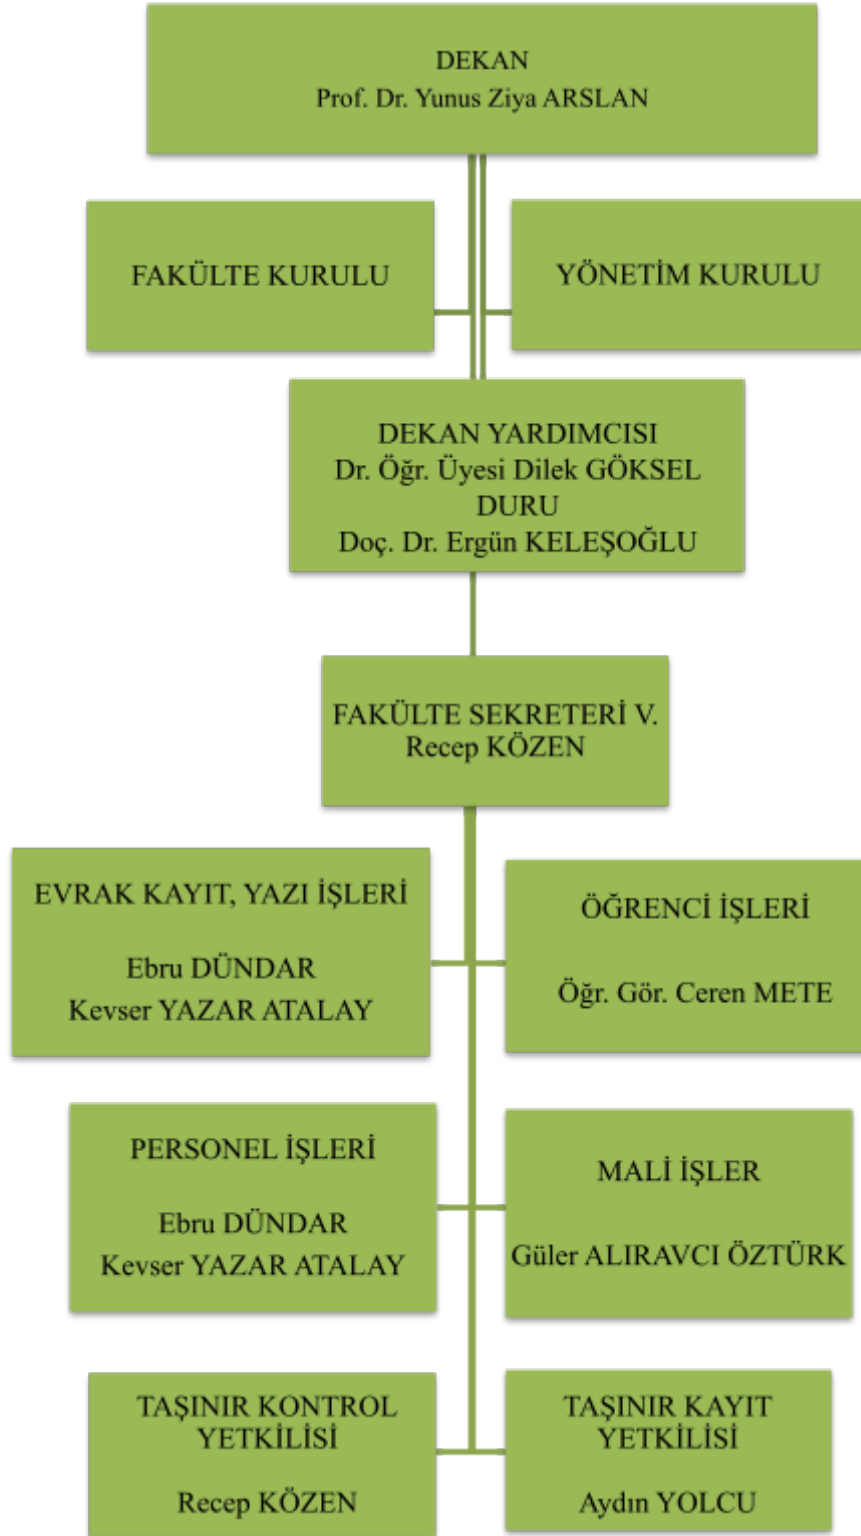 DEKAN
Prof. Dr. Yunus Ziya ARSLAN
FAKÜLTE KURULU
YÖNETİM KURULU
DEKAN YARDIMCISI
Dr. Öğr. Üyesi Dilek GÖKSEL
DURU
Doç. Dr. Ergün KELEŞOĞLU
FAKÜLTE SEKRETERİ V.
Recep KÖZEN
EVRAK KAYIT, YAZI İŞLERİ
Ebru DÜNDAR
Kevser YAZAR ATALAY
ÖĞRENCİ İŞLERİ
Öğr. Gör. Ceren METE
PERSONEL İŞLERİ
Ebru DÜNDAR
Kevser YAZAR ATALAY
MALİ İŞLER
Güler ALIRAVCI ÖZTÜRK
TAŞINIR KONTROL
YETKİLİSİ
Recep KÖZEN
TAŞINIR KAYIT
YETKİLİSİ
Aydın YOLCU